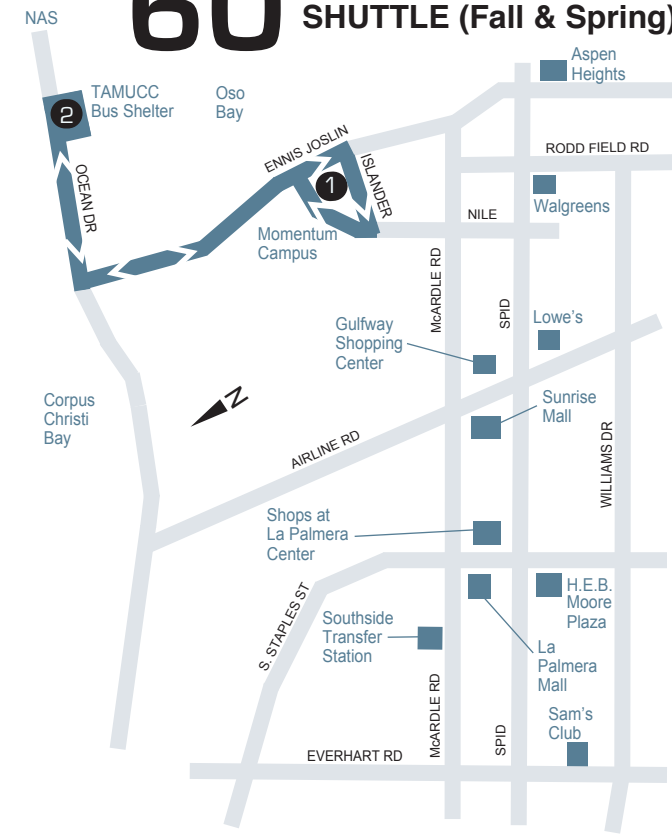 60
SHUTTLE (Fall & Spring)
NAS
Aspen
Heights
TAMUCC
Bus Shelter
Oso
Bay
2
ENNIS JOSLIN
RODD FIELD RD
ISLANDER
1
OCEAN DR
Walgreens
NILE
Momentum
Campus
McARDLE RD
SPID
Lowe's
Gulfway
Shopping
Center
Corpus
Christi
Bay
N
Sunrise
Mall
AIRLINE RD
WILLIAMS DR
Shops at
La Palmera
Center
S. STAPLES ST
H.E.B.
Moore
Plaza
Southside
Transfer
Station
La
Palmera
Mall
McARDLE RD
SPID
Sam's
Club
EVERHART RD